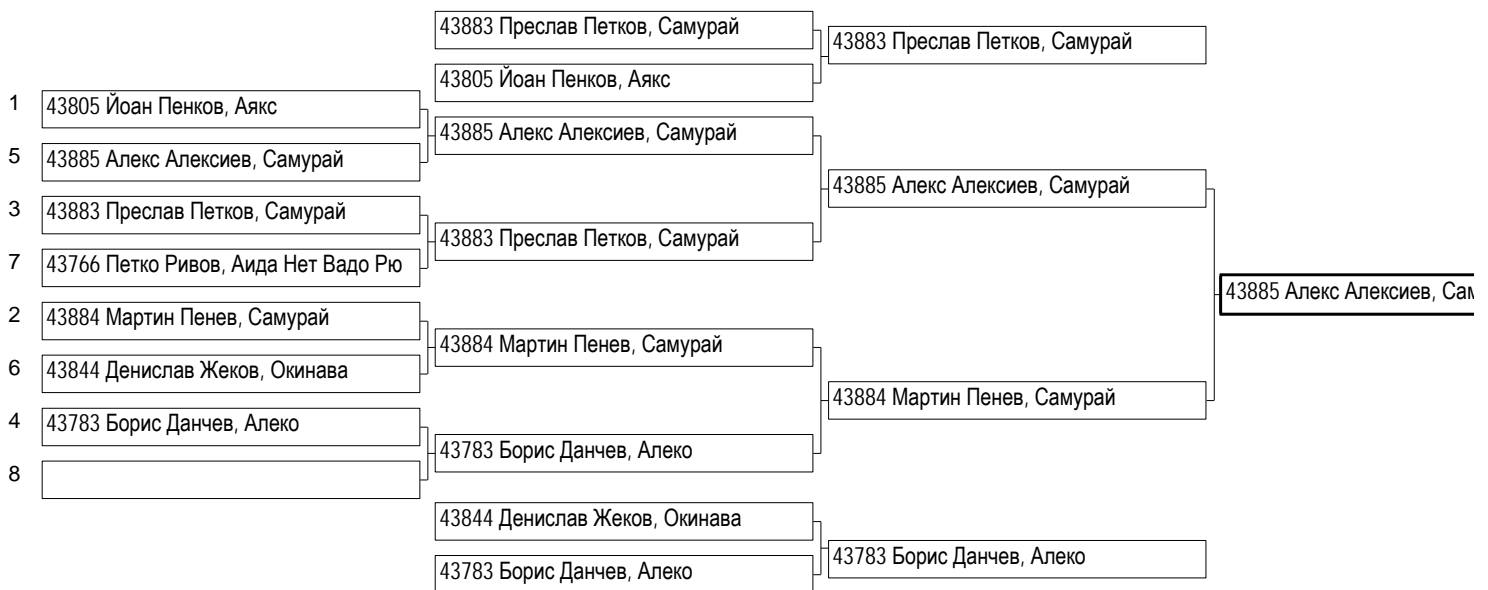 43883 Преслав Петков, Самурай
43883 Преслав Петков, Самурай
43805 Йоан Пенков, Аякс
1 43805 Йоан Пенков, Аякс
43885 Алекс Алексиев, Самурай
5 43885 Алекс Алексиев, Самурай
43885 Алекс Алексиев, Самурай
3 43883 Преслав Петков, Самурай
43883 Преслав Петков, Самурай
7 43766 Петко Ривов, Аида Нет Вадо Рю
43885 Алекс Алексиев, Сам
2 43884 Мартин Пенев, Самурай
43884 Мартин Пенев, Самурай
6 43844 Денислав Жеков, Окинава
43884 Мартин Пенев, Самурай
4 43783 Борис Данчев, Алеко
43783 Борис Данчев, Алеко
8
43844 Денислав Жеков, Окинава
43783 Борис Данчев, Алеко
43783 Борис Данчев, Алеко